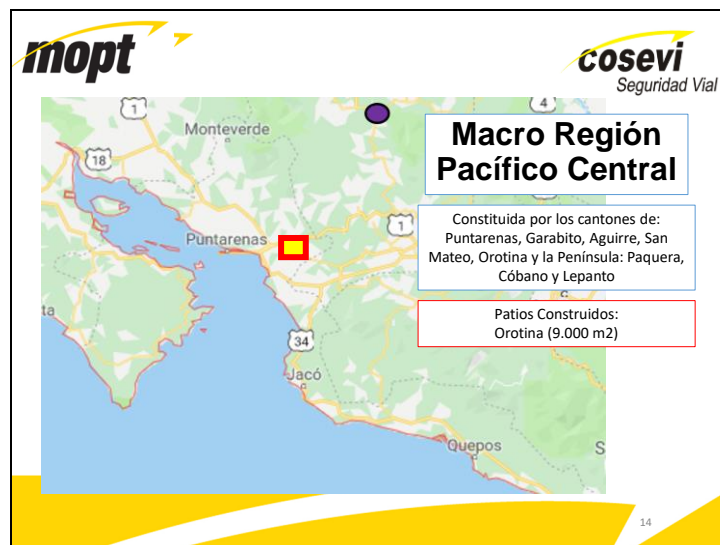 mopt
cosevi
Seguridad Vial
1
4
Monteverde
18
Puntarenas
1
34
Jacó
Quepos
ta
S
Macro Región
Pacífico Central
Constituida por los cantones de:
Puntarenas, Garabito, Aguirre, San
Mateo, Orotina y la Península: Paquera,
Cóbano y Lepanto
Patios Construidos:
Orotina (9.000 m2)
14